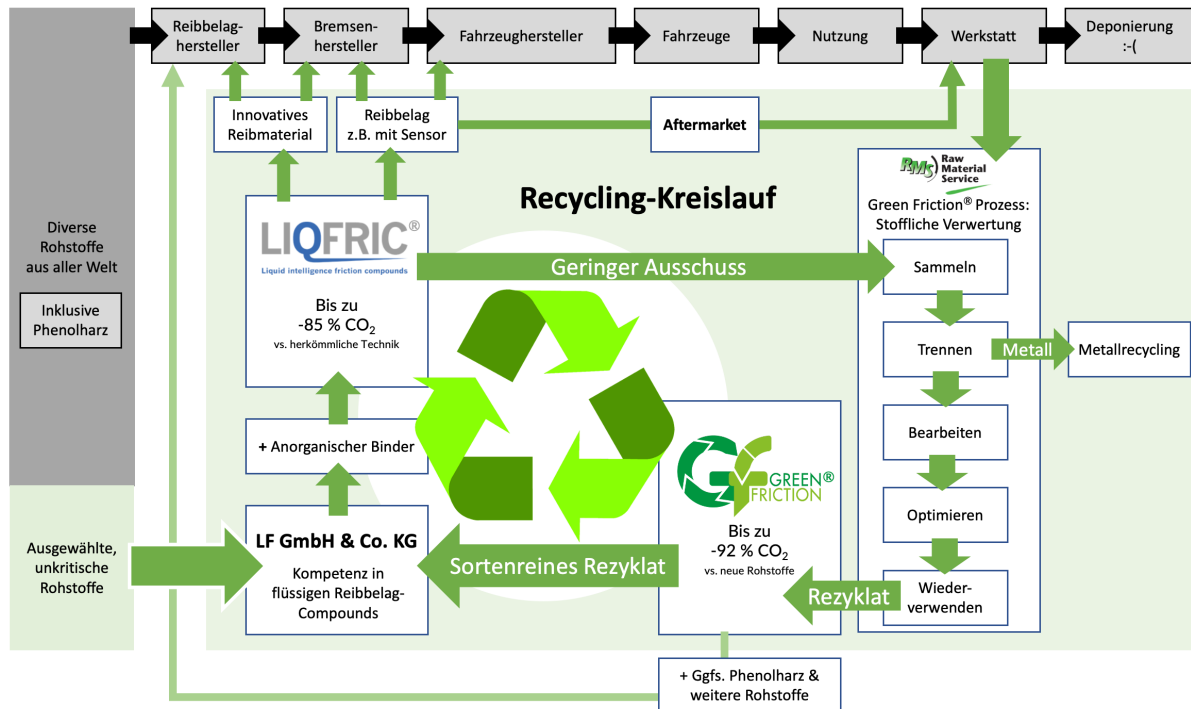 Reibbelag-
hersteller
Bremsen-
hersteller
Fahrzeughersteller
Fahrzeuge
Nutzung
Werkstatt
Deponierung
:-(
Innovatives
Reibmaterial
Reibbelag
z.B. mit Sensor
Aftermarket
Recycling-Kreislauf
RMS Raw
Material
Service
Green Friction® Prozess:
Stoffliche Verwertung
Diverse
Rohstoffe
aus aller Welt
Inklusive
Phenolharz
LIQFRIC®
Liquid intelligence friction compounds
Bis zu
-85 % CO₂
vs. herkömmliche Technik
Geringer Ausschuss
Sammeln
Trennen
Metall
Metallrecycling
Bearbeiten
Optimieren
Wieder-
verwenden
+ Anorganischer Binder
GF GREEN®
FRICTION
Bis zu
-92 % CO₂
vs. neue Rohstoffe
Ausgewählte,
unkritische
Rohstoffe
LF GmbH & Co. KG
Kompetenz in
flüssigen Reibbelag-
Compounds
Sortenreines Rezyklat
Rezyklat
+ Ggfs. Phenolharz &
weitere Rohstoffe